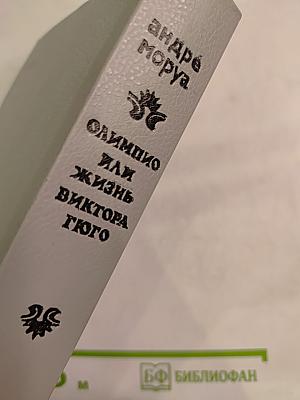 андре́
моруа
олимпио
или
жизнь
виктора
гюго
м
БФ БИБЛИОФАН